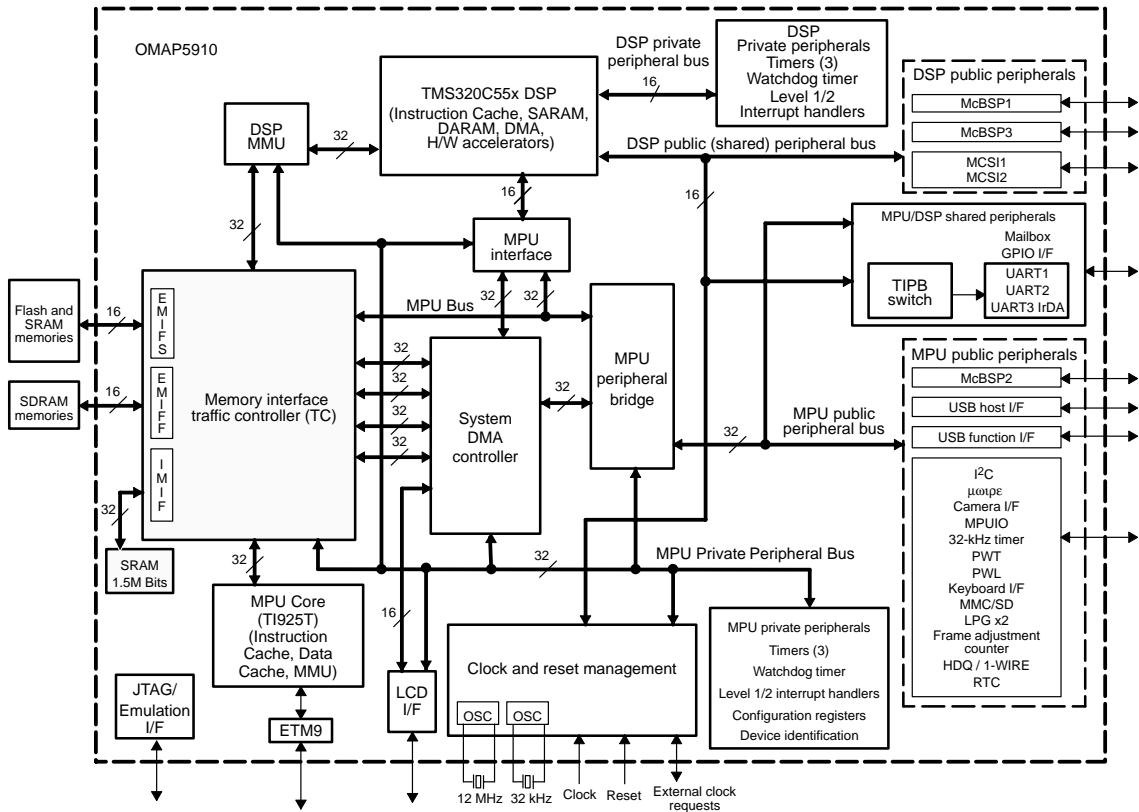 OMAP5910
DSP private
peripheral bus
16
DSP
Private peripherals
Timers (3)
Watchdog timer
Level 1/2
Interrupt handlers
TMS320C55x DSP
(Instruction Cache, SARAM,
DARAM, DMA,
H/W accelerators)
DSP
MMU
32
32
16
DSP public (shared) peripheral bus
16
DSP public peripherals
McBSP1
McBSP3
MCSI1
MCSI2
MPU/DSP shared peripherals
Mailbox
GPIO I/F
TIPB
switch
UART1
UART2
UART3 IrDA
MPU
interface
32
32
MPU Bus
Flash and
SRAM
memories
16
E
M
I
F
S
SDRAM
memories
16
E
M
I
F
F
I
M
I
F
32
SRAM
1.5M Bits
Memory interface
traffic controller (TC)
32
32
32
32
System
DMA
controller
32
MPU
peripheral
bridge
32
MPU public
peripheral bus
MPU public peripherals
McBSP2
USB host I/F
USB function I/F
I2C
μωιρε
Camera I/F
MPUIO
32-kHz timer
PWT
PWL
Keyboard I/F
MMC/SD
LPG x2
Frame adjustment
counter
HDQ / 1-WIRE
RTC
32
32
MPU Private Peripheral Bus
MPU Core
(TI925T)
(Instruction
Cache, Data
Cache, MMU)
16
LCD
I/F
JTAG/
Emulation
I/F
ETM9
Clock and reset management
OSC
OSC
12 MHz
32 kHz
Clock
Reset
External clock
requests
MPU private peripherals
Timers (3)
Watchdog timer
Level 1/2 interrupt handlers
Configuration registers
Device identification